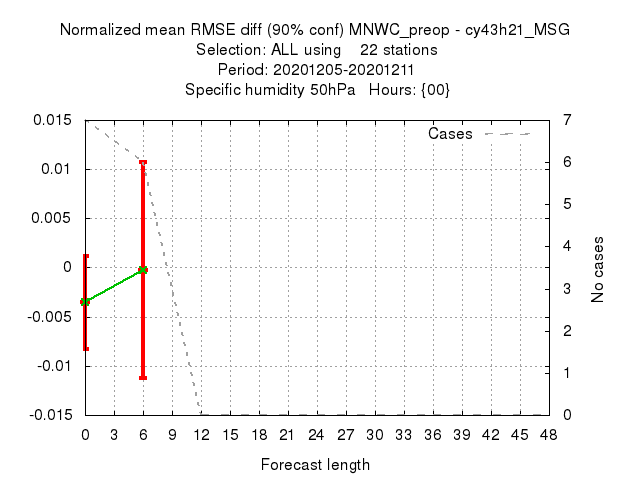 Normalized mean RMSE diff (90% conf) MNWC_preop - cy43h21_MSG
Selection: ALL using    22 stations
Period: 20201205-20201211
Specific humidity 50hPa   Hours: {00}
Cases
0.015
0.01
0.005
0
-0.005
-0.01
-0.015
7
6
5
4
3
2
1
0
No cases
0 3 6 9 12 15 18 21 24 27 30 33 36 39 42 45 48
Forecast length